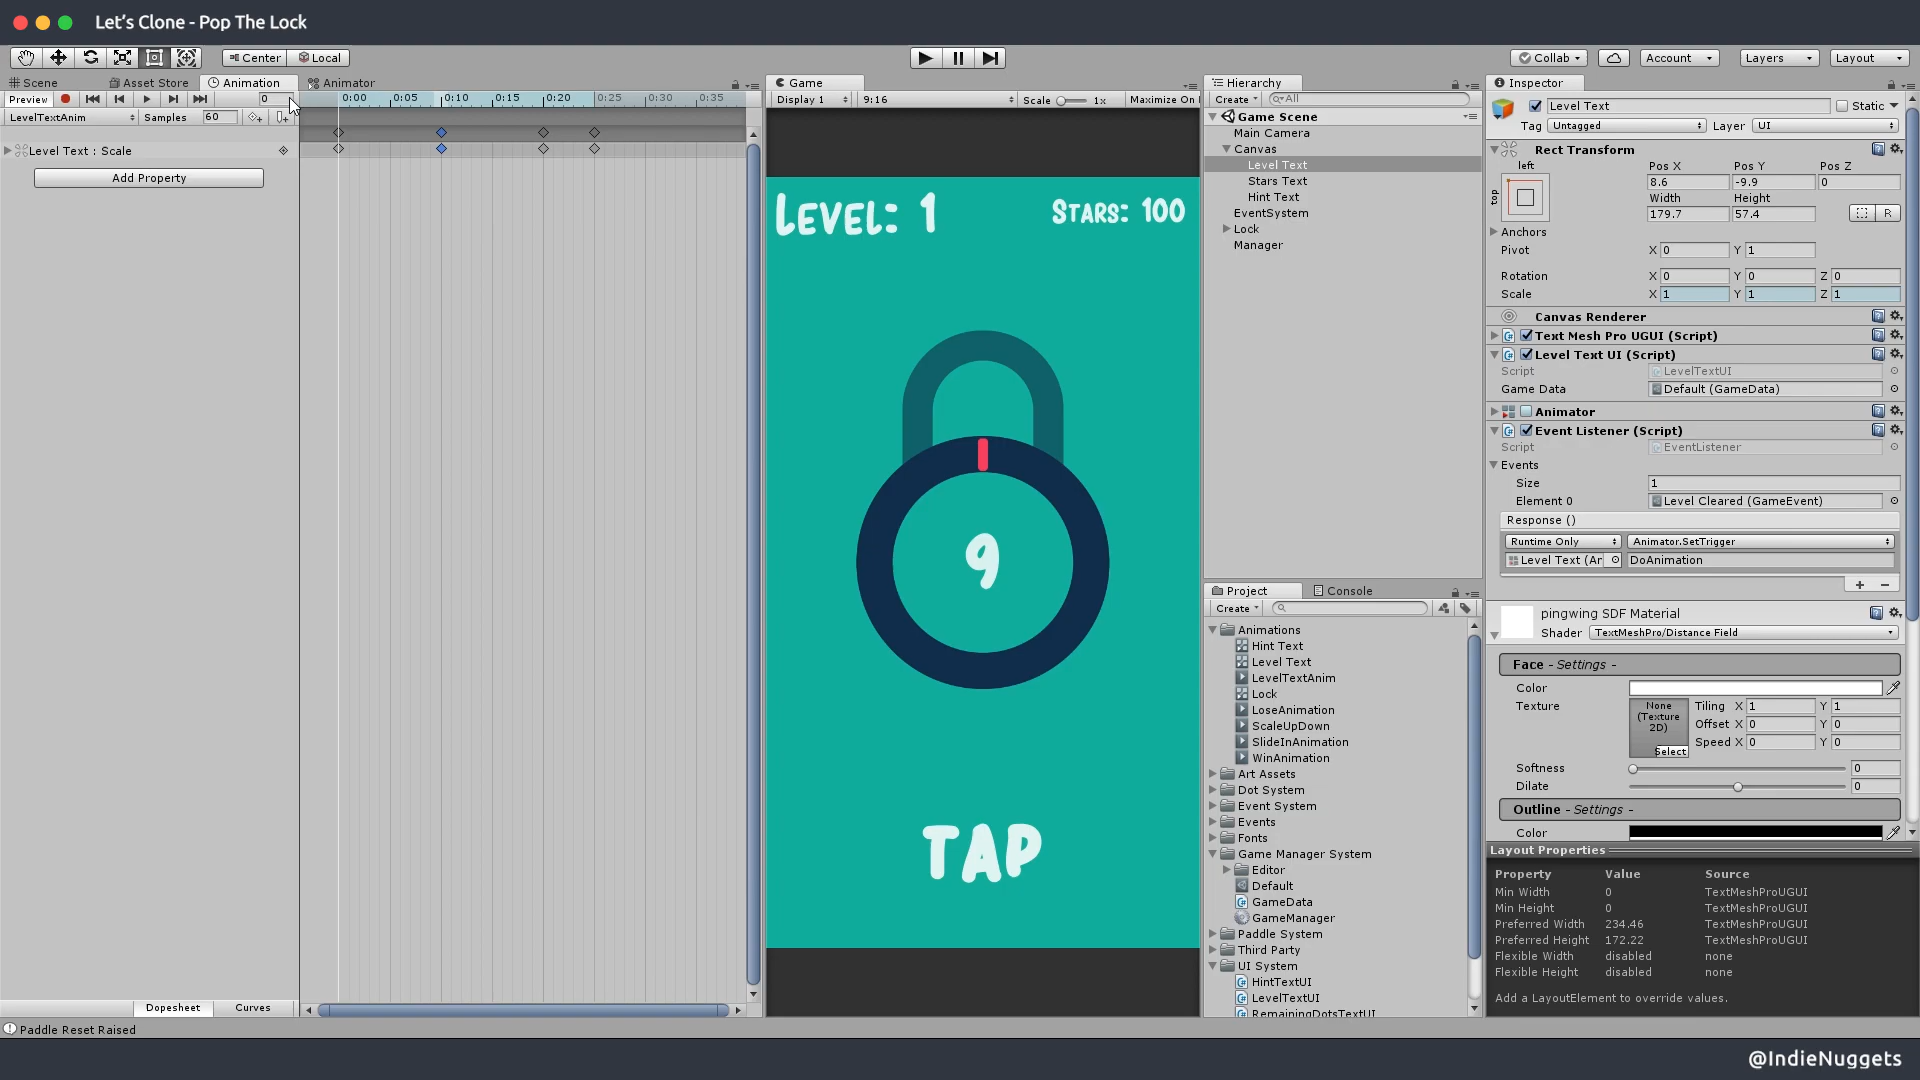 Let's Clone - Pop The Lock
Center Local
Collab Account Layers Layout
Scene Asset Store Animation Animator
Preview 0
0:00 0:05 0:10 0:15 0:20 0:25 0:30 0:35
LevelTextAnim Samples 60
Level Text : Scale
Add Property
Dopesheet Curves
Paddle Reset Raised
Game
Display 1 9:16 Scale 1x Maximize On
Level: 1
Stars: 100
9
TAP
Hierarchy
Create All
Game Scene
Main Camera
Canvas
Level Text
Stars Text
Hint Text
EventSystem
Lock
Manager
Project Console
Create
Animations
Hint Text
Level Text
LevelTextAnim
Lock
LoseAnimation
ScaleUpDown
SlideInAnimation
WinAnimation
Art Assets
Dot System
Event System
Events
Fonts
Game Manager System
Editor
Default
GameData
GameManager
Paddle System
Third Party
UI System
HintTextUI
LevelTextUI
RemainingDotsTextUI
Inspector
Level Text Static
Tag Untagged Layer UI
Rect Transform
left
top
Pos X Pos Y Pos Z
8.6 -9.9 0
Width Height
179.7 57.4 R
Anchors
Pivot X 0 Y 1
Rotation X 0 Y 0 Z 0
Scale X 1 Y 1 Z 1
Canvas Renderer
Text Mesh Pro UGUI (Script)
Level Text UI (Script)
Script LevelTextUI
Game Data Default (GameData)
Animator
Event Listener (Script)
Script EventListener
Events
Size 1
Element 0 Level Cleared (GameEvent)
Response ()
Runtime Only Animator.SetTrigger
Level Text (Ar DoAnimation
pingwing SDF Material
Shader TextMeshPro/Distance Field
Face - Settings -
Color
Texture None (Texture 2D) Select
Tiling X 1 Y 1
Offset X 0 Y 0
Speed X 0 Y 0
Softness 0
Dilate 0
Outline - Settings -
Color
Layout Properties
Property Value Source
Min Width 0 TextMeshProUGUI
Min Height 0 TextMeshProUGUI
Preferred Width 234.46 TextMeshProUGUI
Preferred Height 172.22 TextMeshProUGUI
Flexible Width disabled none
Flexible Height disabled none
Add a LayoutElement to override values.
@IndieNuggets